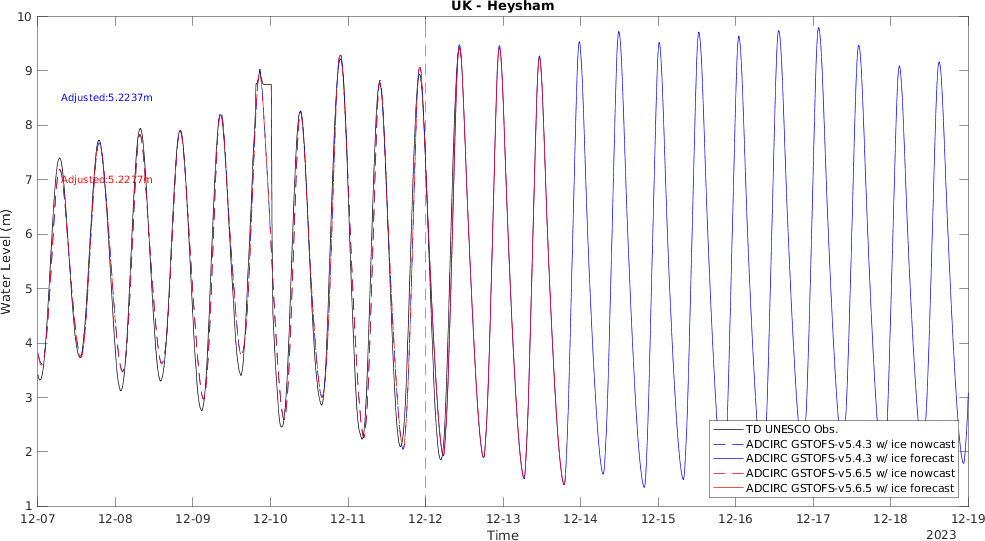 UK - Heysham
10
9
8
7
6
5
4
3
2
1
Water Level (m)
Adjusted:5.2237m
Adjusted:5.2277m
TD UNESCO Obs.
ADCIRC GSTOFS-v5.4.3 w/ ice nowcast
ADCIRC GSTOFS-v5.4.3 w/ ice forecast
ADCIRC GSTOFS-v5.6.5 w/ ice nowcast
ADCIRC GSTOFS-v5.6.5 w/ ice forecast
12-07 12-08 12-09 12-10 12-11 12-12 12-13 12-14 12-15 12-16 12-17 12-18 12-19
Time
2023